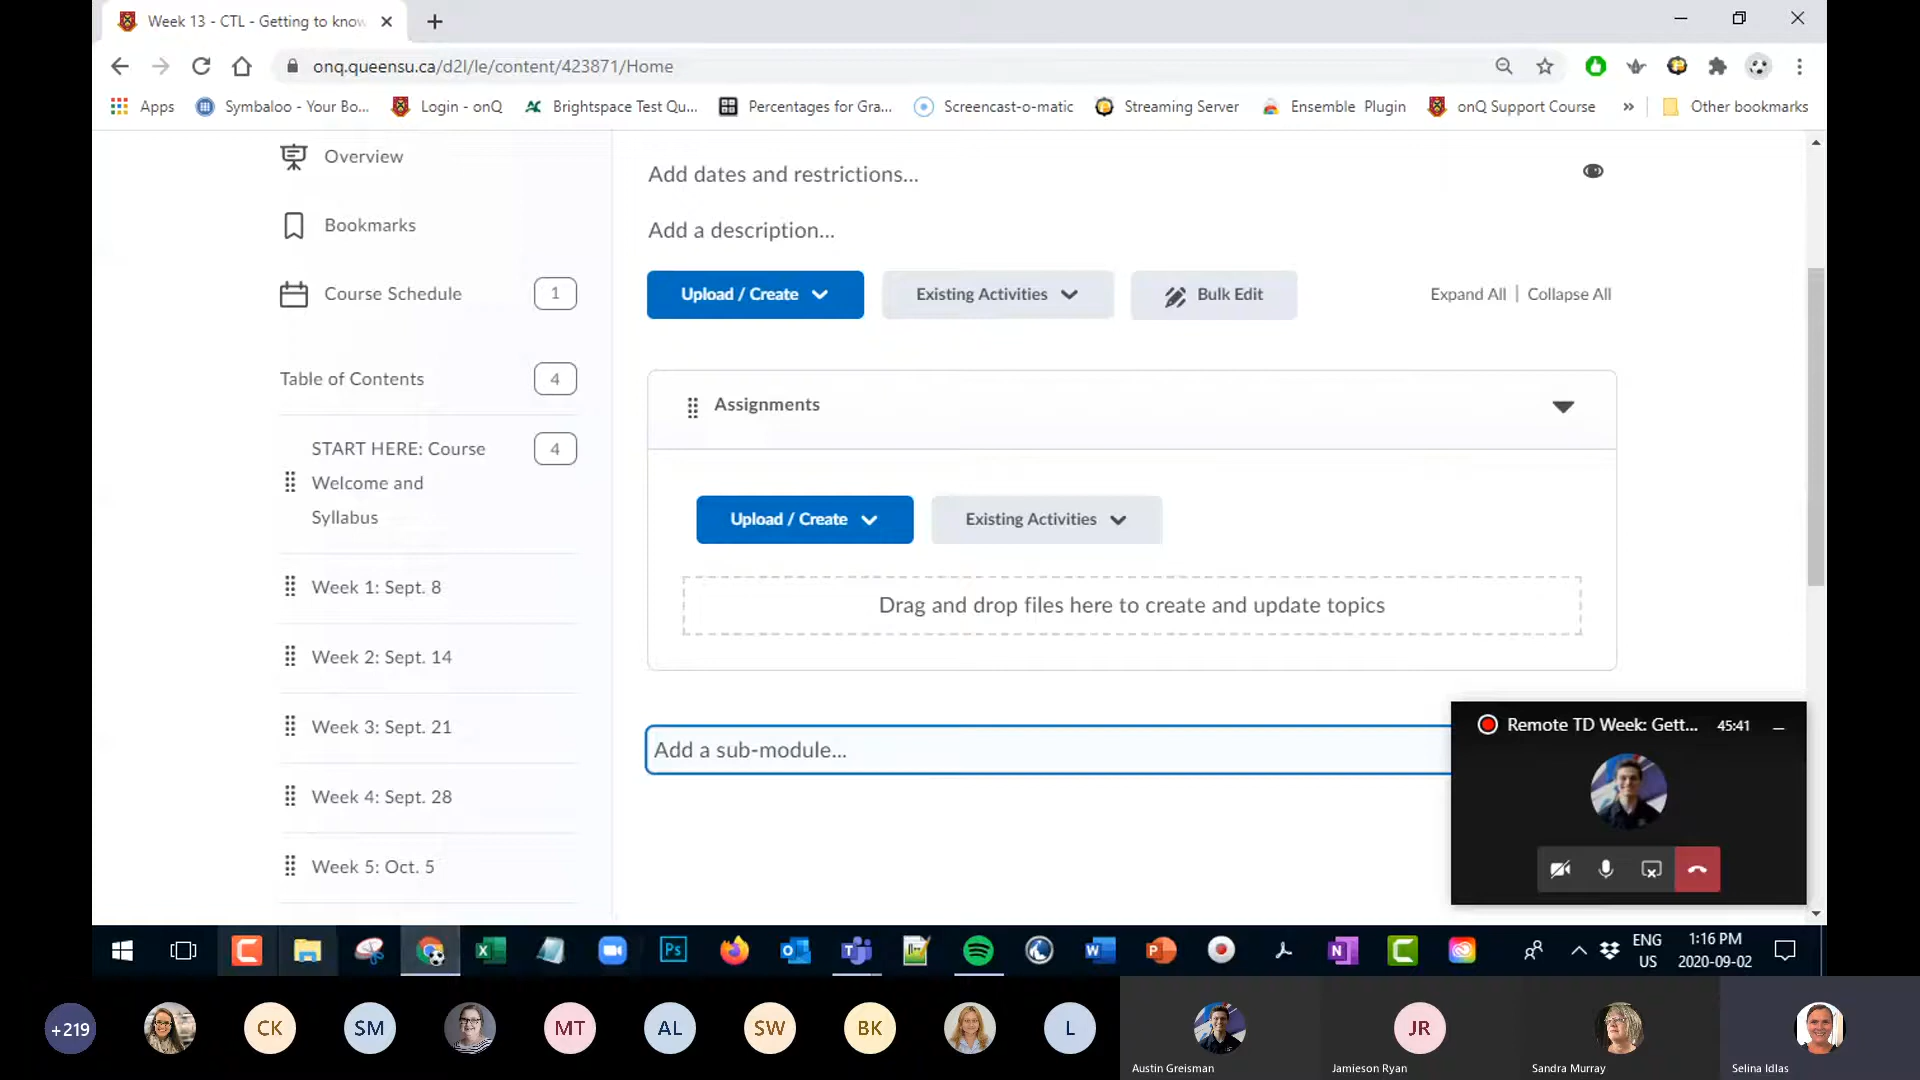 Week 13 - CTL - Getting to know
onq.queensu.ca/d2l/le/content/423871/Home
Apps
Symbaloo - Your Bo...
Login - onQ
Brightspace Test Qu...
Percentages for Gra...
Screencast-o-matic
Streaming Server
Ensemble Plugin
onQ Support Course
»
Other bookmarks
Overview
Bookmarks
Course Schedule
1
Table of Contents
4
START HERE: Course
4
Welcome and
Syllabus
Week 1: Sept. 8
Week 2: Sept. 14
Week 3: Sept. 21
Week 4: Sept. 28
Week 5: Oct. 5
Add dates and restrictions...
Add a description...
Upload / Create
Existing Activities
Bulk Edit
Expand All | Collapse All
Assignments
Upload / Create
Existing Activities
Drag and drop files here to create and update topics
Add a sub-module...
Remote TD Week: Gett...
45:41
Ps
ENG
US
1:16 PM
2020-09-02
+219
CK
SM
MT
AL
SW
BK
L
JR
Austin Greisman
Jamieson Ryan
Sandra Murray
Selina Idlas